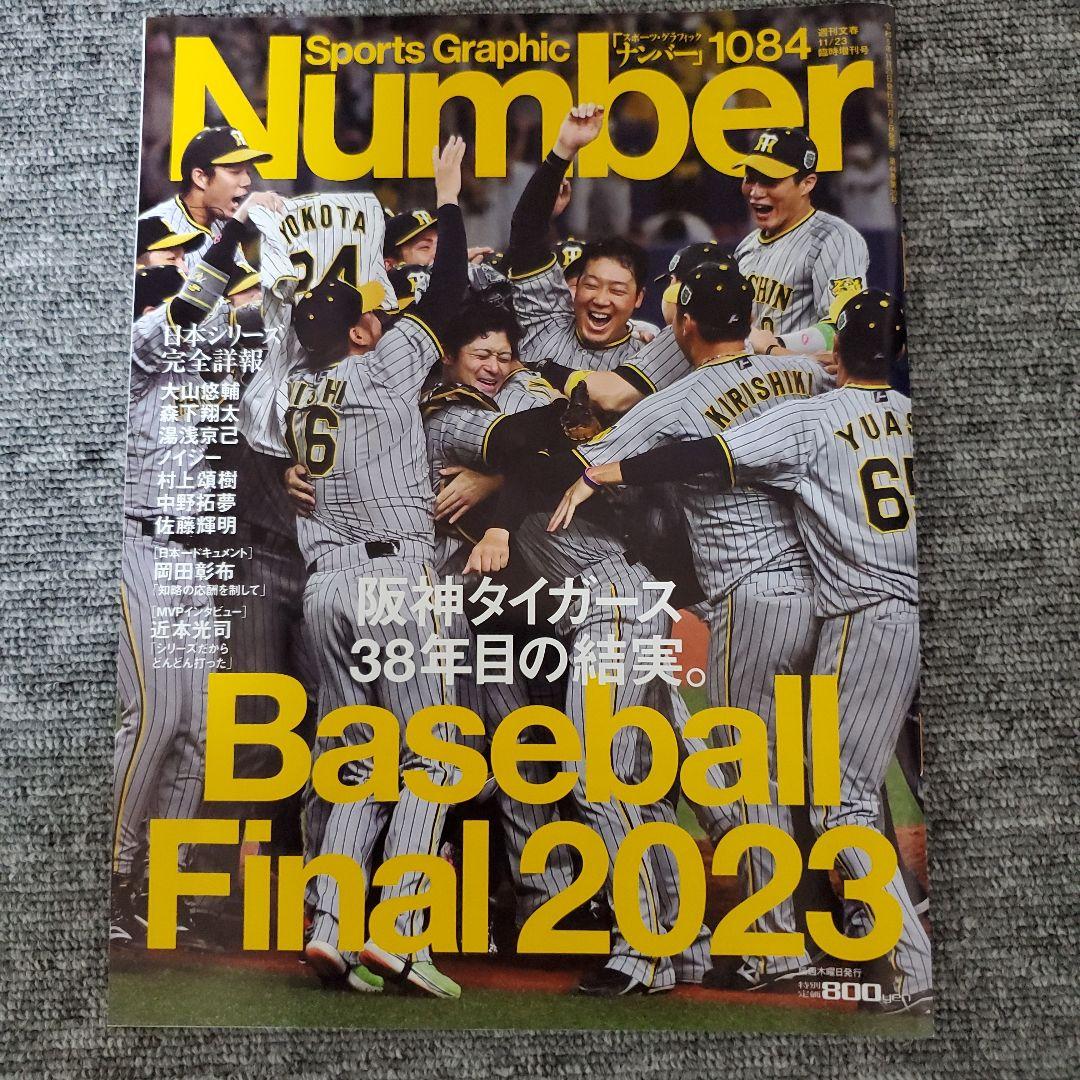 Sports Graphic
「ナンバー」
スポーツ・グラフィック
1084
週刊文春
11/23
臨時増刊号
Number
YOKOTA
24
SHIN
日本シリーズ
完全詳報
大山悠輔
森下翔太
湯浅京己
ノイジー
村上頌樹
中野拓夢
佐藤輝明
[日本一ドキュメント]
岡田彰布
「知略の応酬を制して」
[MVPインタビュー]
近本光司
「シリーズだから
どんどん打った」
16
KIRISHIKI
YUAS
65
阪神タイガース
38年目の結実。
Baseball
Final 2023
隔週木曜日発行
特別
定価800yen